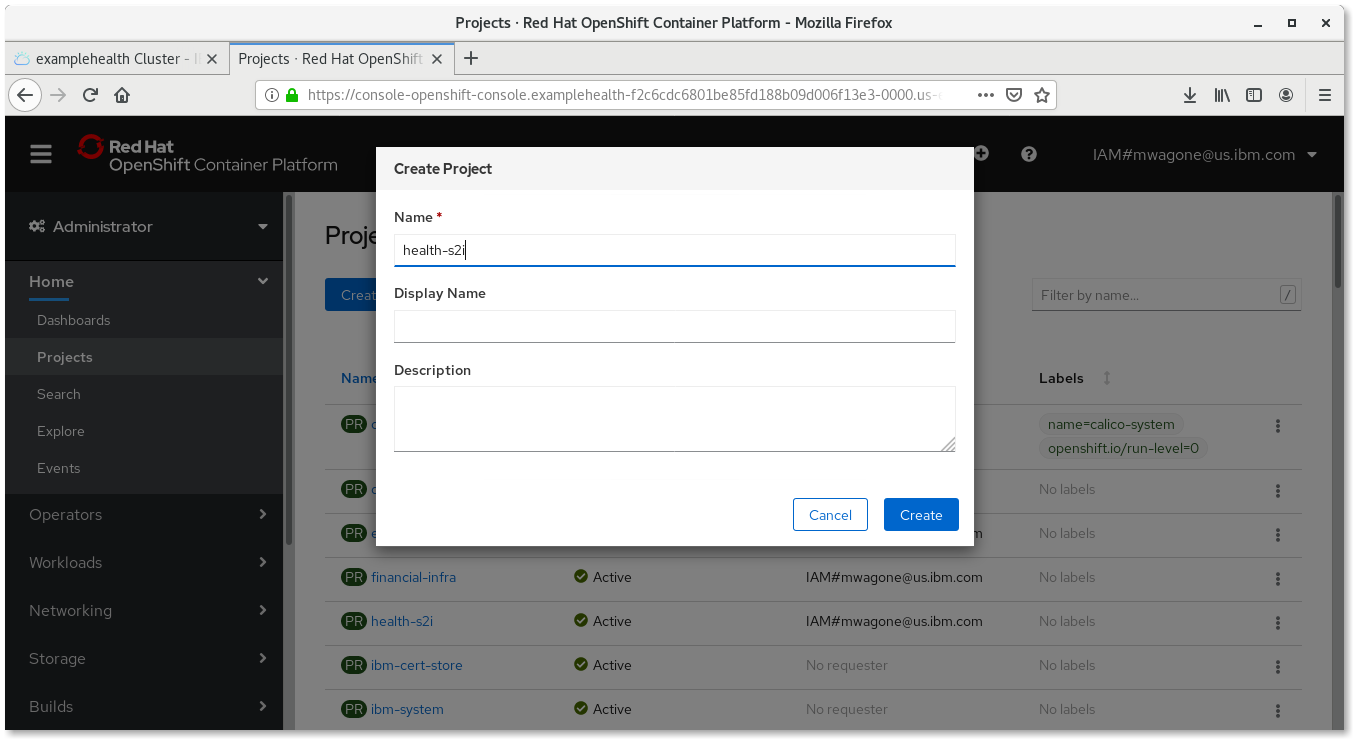 Projects · Red Hat OpenShift Container Platform - Mozilla Firefox
examplehealth Cluster -
Projects · Red Hat OpenShift
https://console-openshift-console.examplehealth-f2c6cdc6801be85fd188b09d006f13e3-0000.us-
Red Hat
OpenShift Container Platform
IAM#mwagone@us.ibm.com
Administrator
Home
Dashboards
Projects
Search
Explore
Events
Operators
Workloads
Networking
Storage
Builds
Create Project
Name *
health-s2i
Display Name
Description
Cancel
Create
Filter by name...
/
Name
Labels
PR
name=calico-system
openshift.io/run-level=0
PR
No labels
PR
No labels
PR financial-infra Active IAM#mwagone@us.ibm.com No labels
PR health-s2i Active IAM#mwagone@us.ibm.com No labels
PR ibm-cert-store Active No requester No labels
PR ibm-system Active No requester No labels